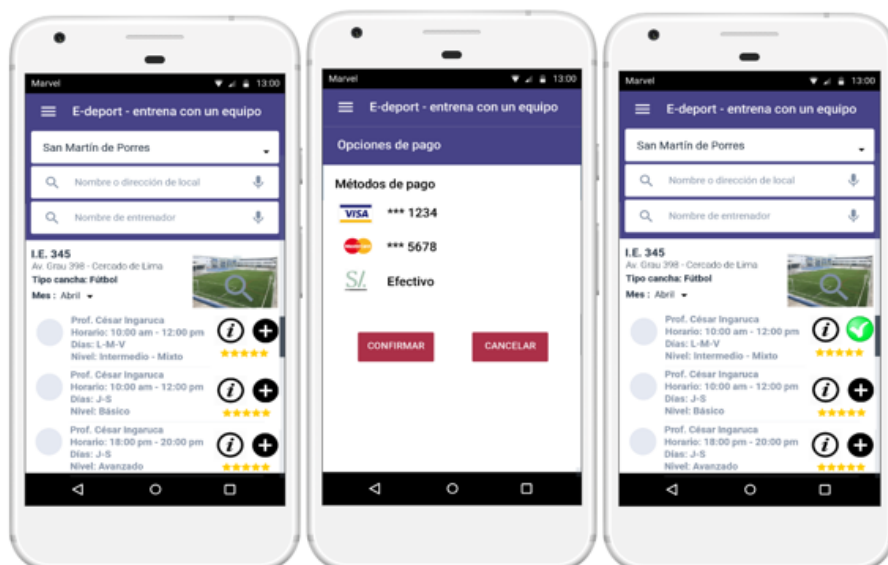 Marvel 13:00
E-deport - entrena con un equipo
San Martín de Porres
Nombre o dirección de local
Nombre de entrenador
I.E. 345
Av. Grau 398 - Cercado de Lima
Tipo cancha: Fútbol
Mes : Abril
Prof. César Ingaruca
Horario: 10:00 am - 12:00 pm
Días: L-M-V
Nivel: Intermedio - Mixto
i
Prof. César Ingaruca
Horario: 10:00 am - 12:00 pm
Días: J-S
Nivel: Básico
i
Prof. César Ingaruca
Horario: 18:00 pm - 20:00 pm
Días: J-S
Nivel: Avanzado
i
Marvel 13:00
E-deport - entrena con un equipo
Opciones de pago
Métodos de pago
VISA *** 1234
*** 5678
S/. Efectivo
CONFIRMAR CANCELAR
Marvel 13:00
E-deport - entrena con un equipo
San Martín de Porres
Nombre o dirección de local
Nombre de entrenador
I.E. 345
Av. Grau 398 - Cercado de Lima
Tipo cancha: Fútbol
Mes : Abril
Prof. César Ingaruca
Horario: 10:00 am - 12:00 pm
Días: L-M-V
Nivel: Intermedio - Mixto
i
Prof. César Ingaruca
Horario: 10:00 am - 12:00 pm
Días: J-S
Nivel: Básico
i
Prof. César Ingaruca
Horario: 18:00 pm - 20:00 pm
Días: J-S
Nivel: Avanzado
i